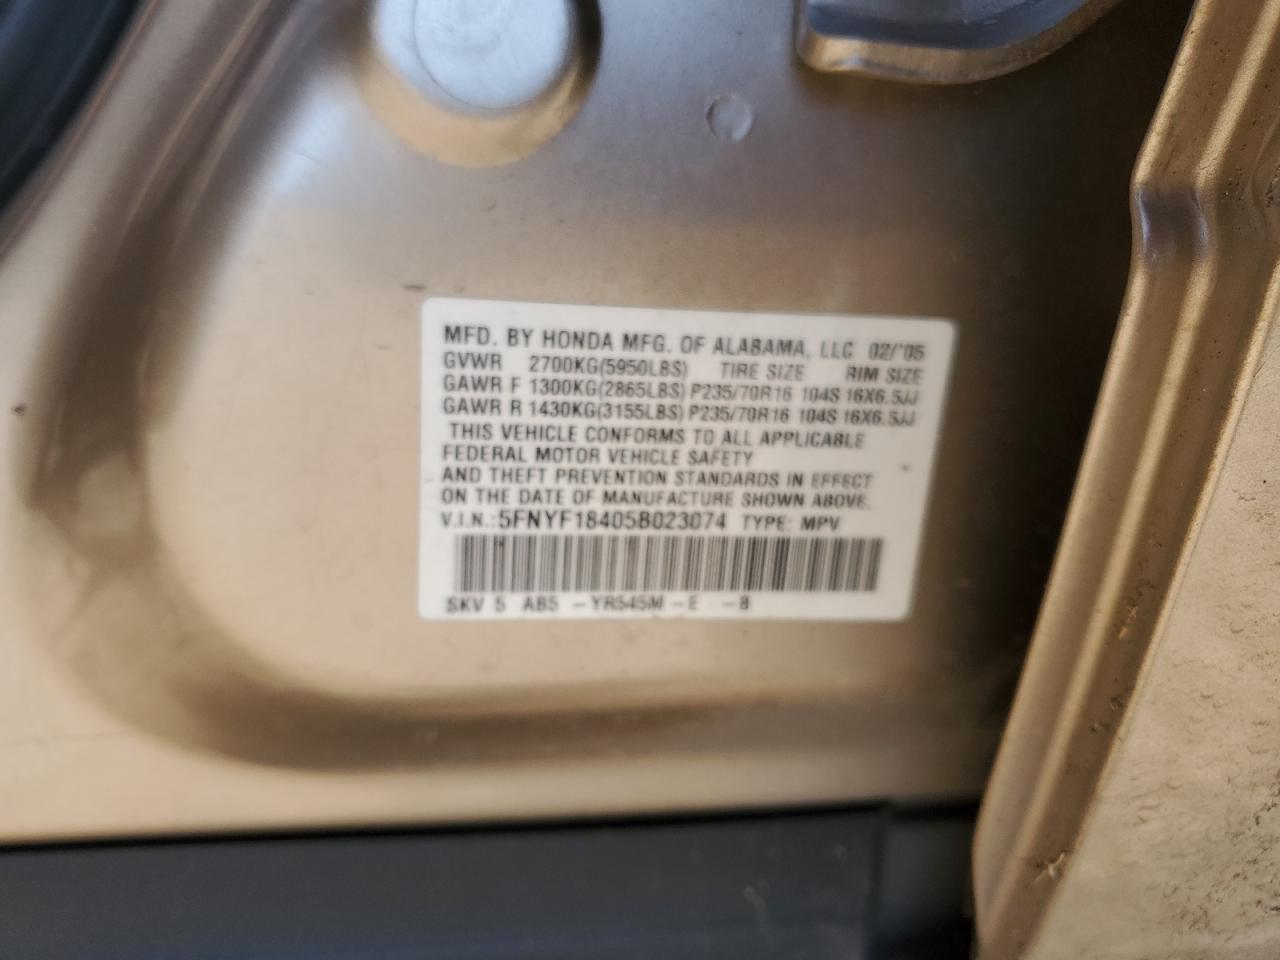 MFD. BY HONDA MFG. OF ALABAMA, LLC 02/'05
GVWR 2700KG(5950LBS) TIRE SIZE RIM SIZE
GAWR F 1300KG(2865LBS) P235/70R16 104S 16X6.5JJ
GAWR R 1430KG(3155LBS) P235/70R16 104S 16X6.5JJ
THIS VEHICLE CONFORMS TO ALL APPLICABLE
FEDERAL MOTOR VEHICLE SAFETY
AND THEFT PREVENTION STANDARDS IN EFFECT
ON THE DATE OF MANUFACTURE SHOWN ABOVE.
V.I.N.:5FNYF18405B023074 TYPE: MPV
SKV 5 AB5 -YR545M -E -B